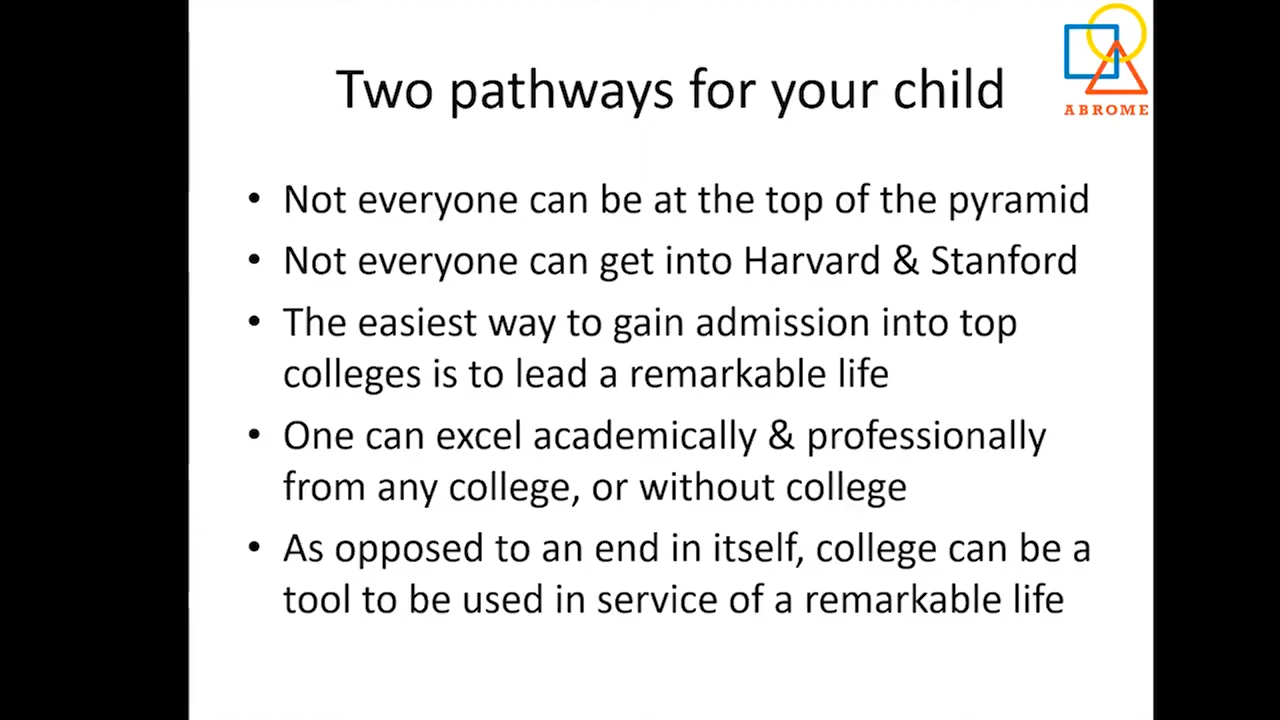 Two pathways for your child
ABROME
• Not everyone can be at the top of the pyramid
• Not everyone can get into Harvard & Stanford
• The easiest way to gain admission into top
colleges is to lead a remarkable life
• One can excel academically & professionally
from any college, or without college
• As opposed to an end in itself, college can be a
tool to be used in service of a remarkable life